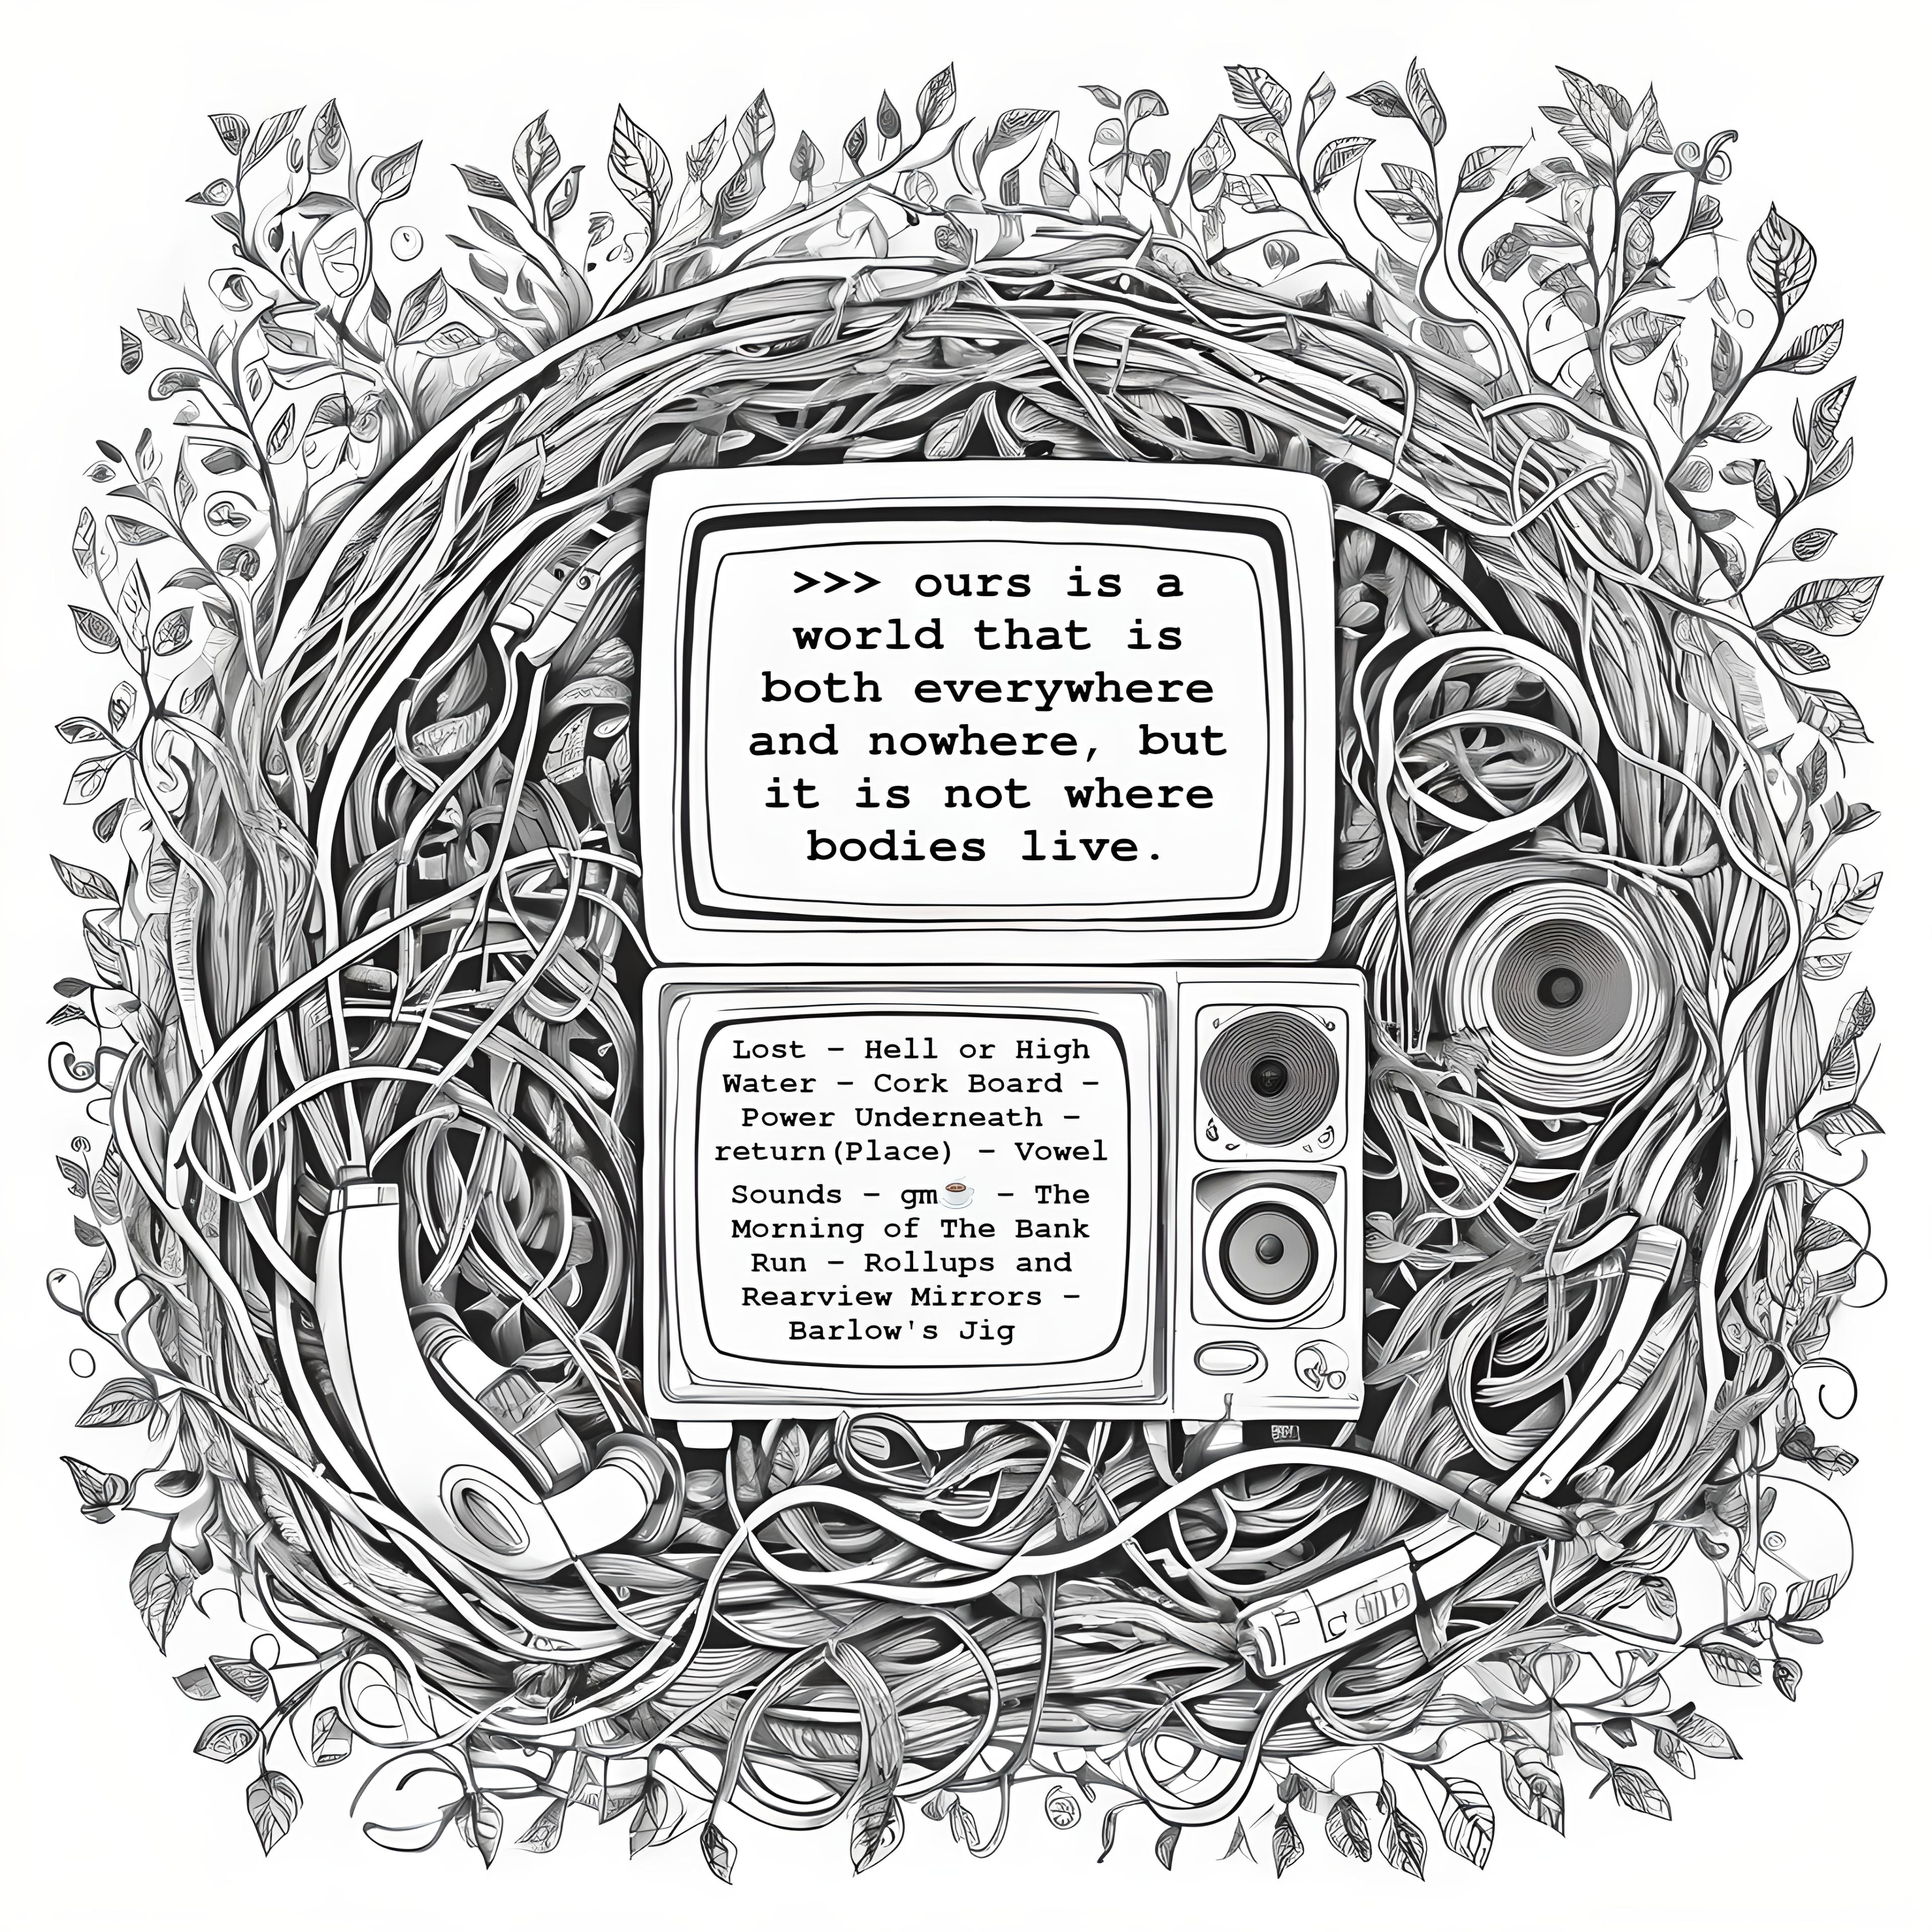 >>> ours is a
world that is
both everywhere
and nowhere, but
it is not where
bodies live.
Lost – Hell or High
Water – Cork Board –
Power Underneath –
return(Place) – Vowel
Sounds – gm☕ – The
Morning of The Bank
Run – Rollups and
Rearview Mirrors –
Barlow's Jig